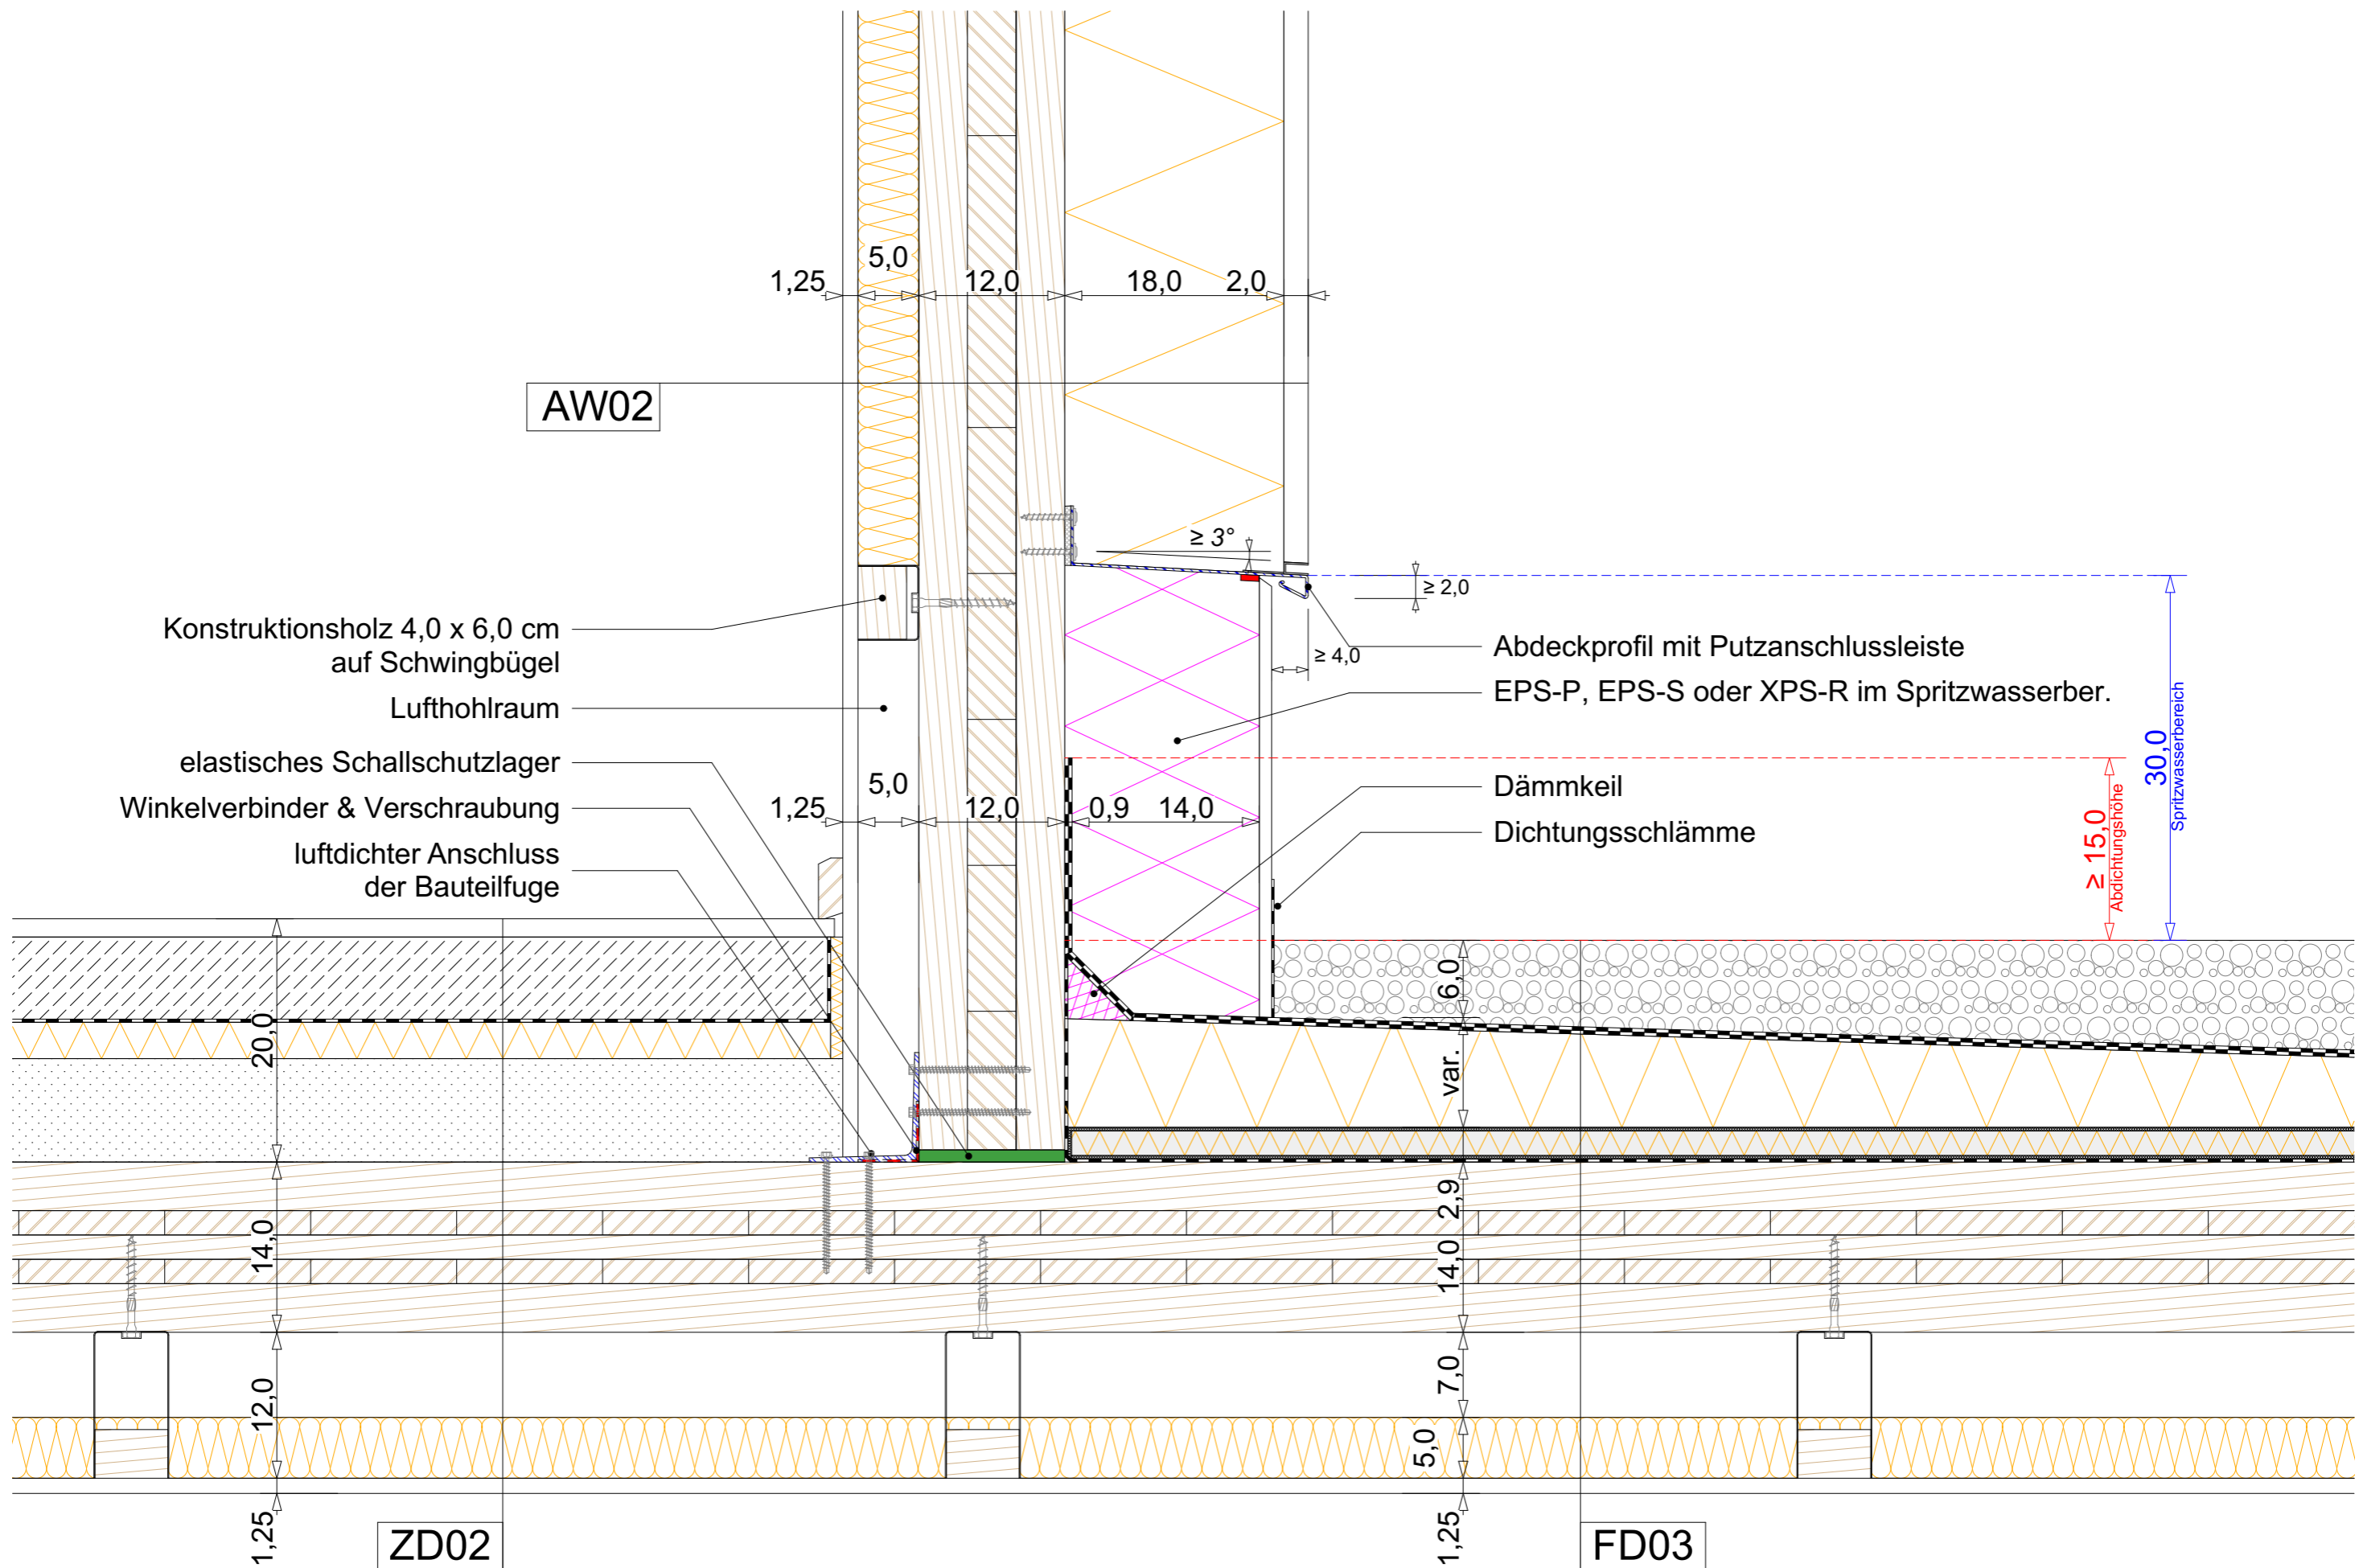 5,0
1,25
12,0
18,0
2,0
AW02
≥ 3°
≥ 2,0
≥ 4,0
Konstruktionsholz 4,0 x 6,0 cm
auf Schwingbügel
Lufthohlraum
elastisches Schallschutzlager
Winkelverbinder & Verschraubung
luftdichter Anschluss
der Bauteilfuge
Abdeckprofil mit Putzanschlussleiste
EPS-P, EPS-S oder XPS-R im Spritzwasserber.
Dämmkeil
Dichtungsschlämme
30,0
Spritzwasserbereich
≥ 15,0
Abdichtungshöhe
5,0
1,25
12,0
0,9
14,0
20,0
14,0
12,0
1,25
6,0
var.
2,9
14,0
7,0
5,0
1,25
ZD02
FD03